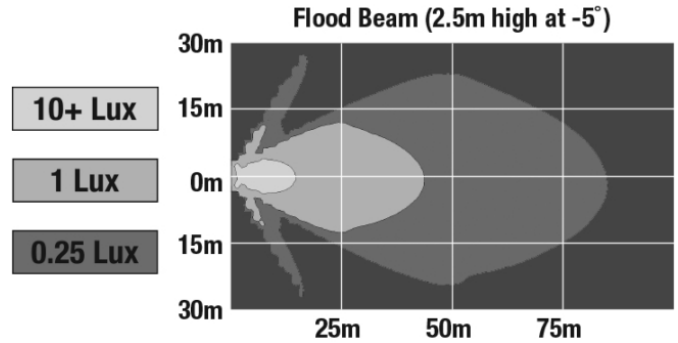 Flood Beam (2.5m high at -5˚)
30m
15m
0m
15m
30m
25m 50m 75m
10+ Lux
1 Lux
0.25 Lux